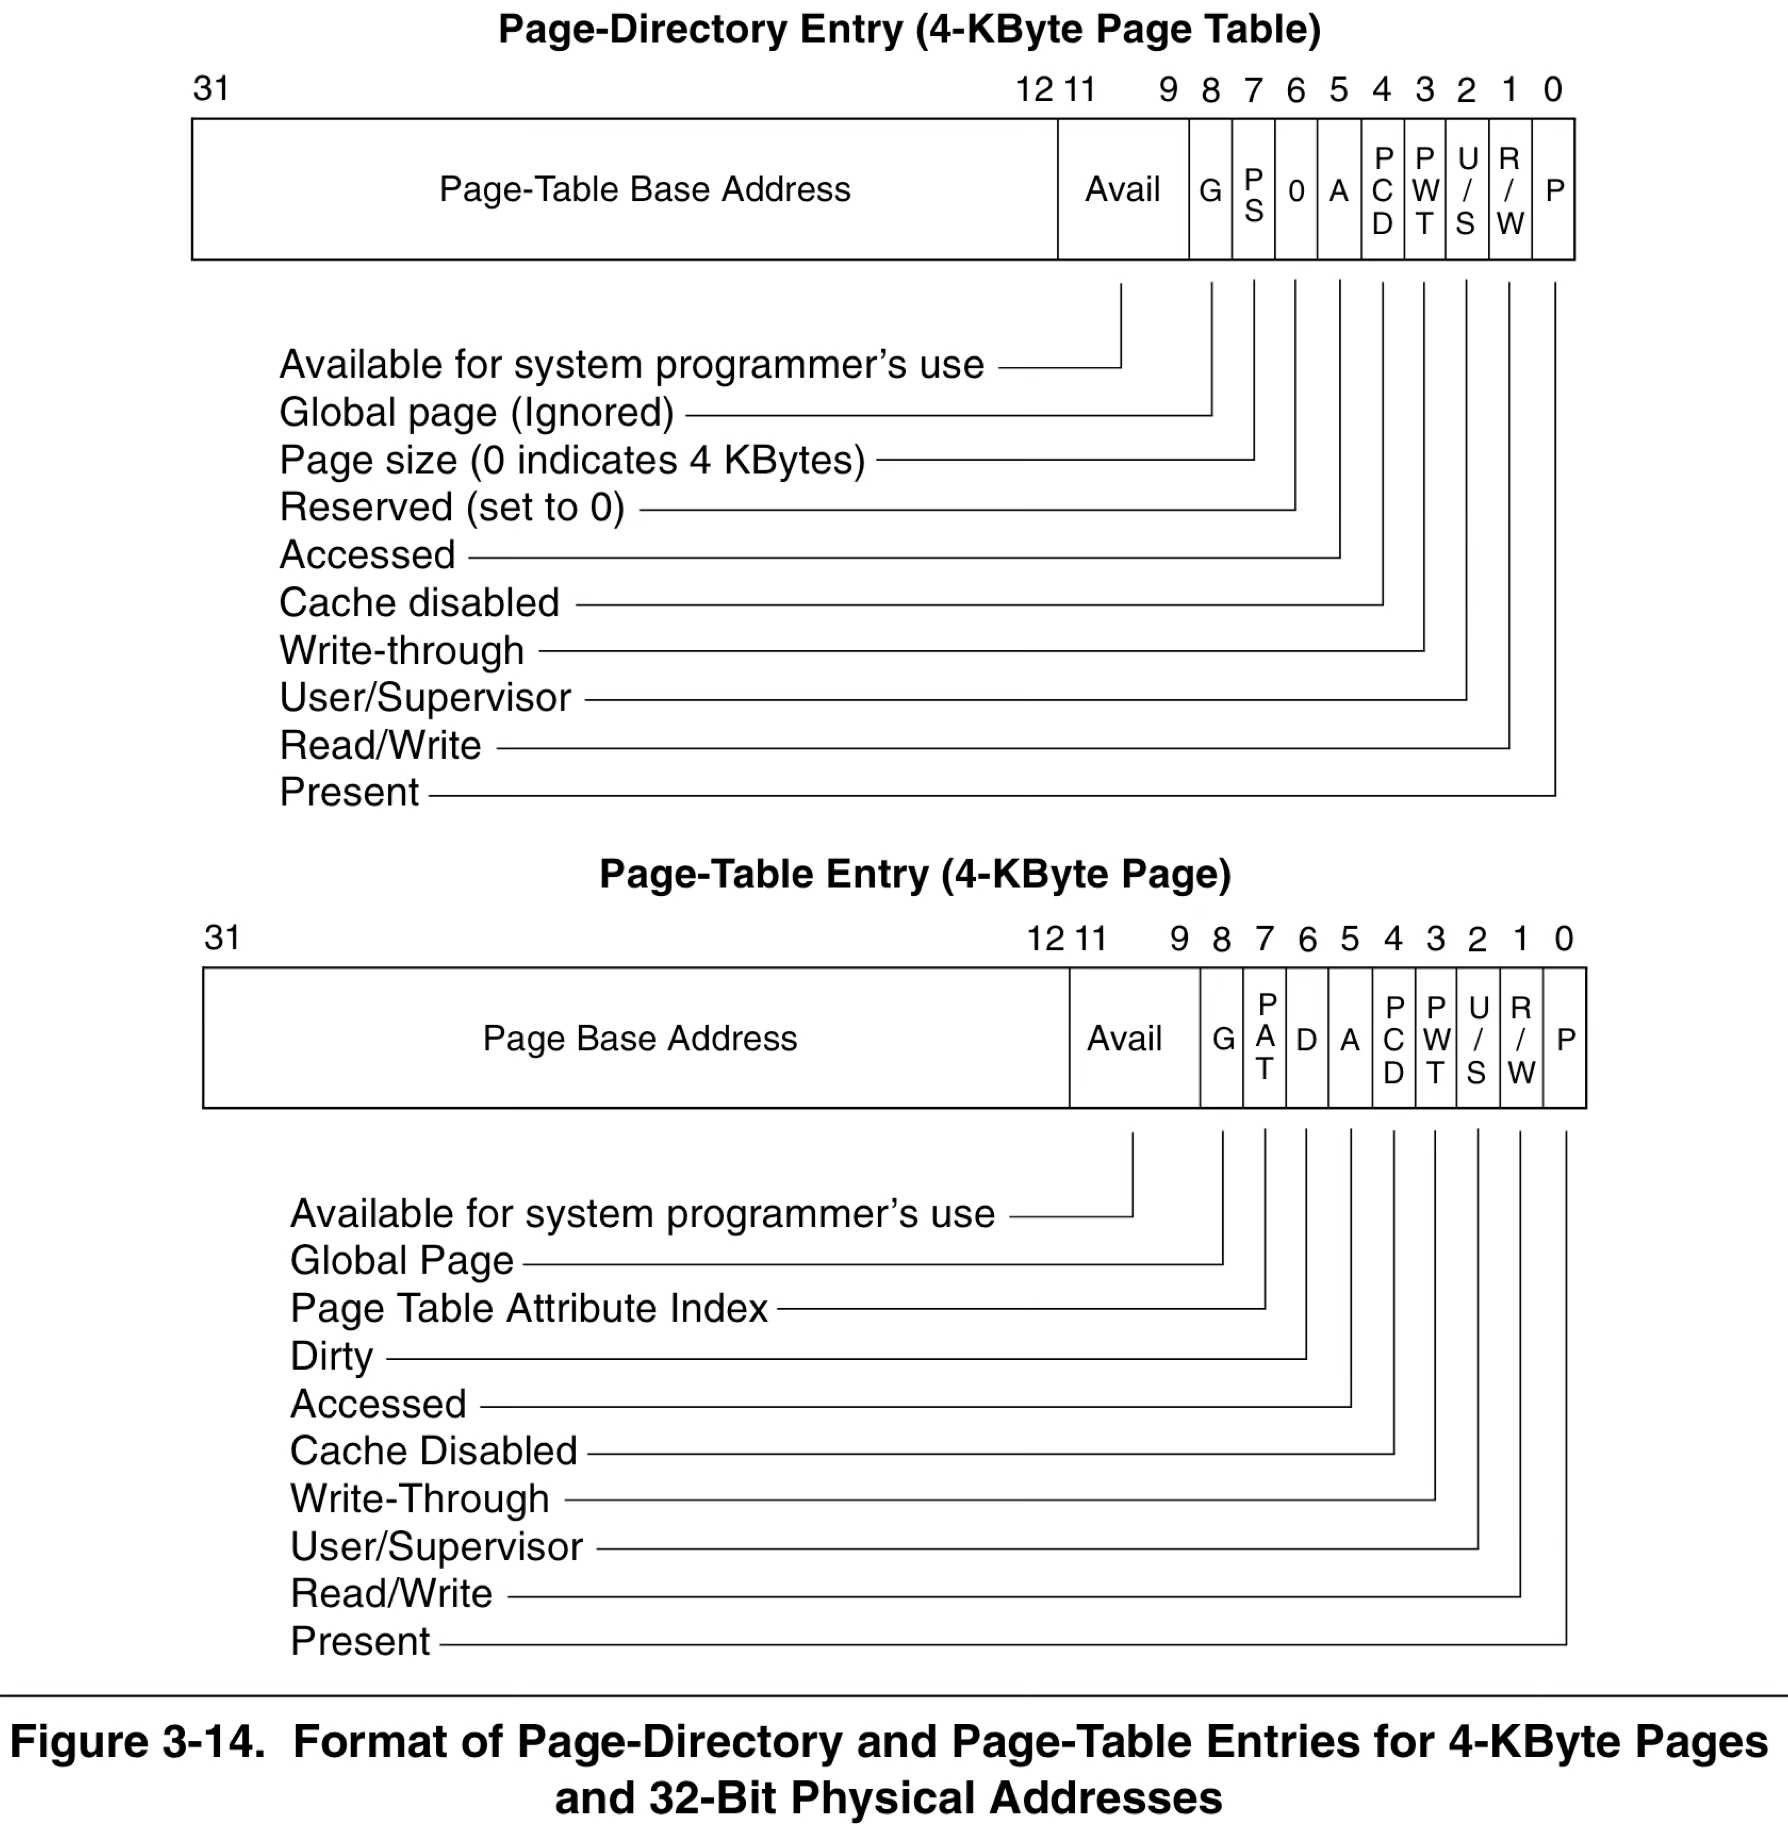 Page-Directory Entry (4-KByte Page Table)
31 12 11 9 8 7 6 5 4 3 2 1 0
Page-Table Base Address Avail G PS 0 A PCD PWT U/S R/W P
Available for system programmer’s use
Global page (Ignored)
Page size (0 indicates 4 KBytes)
Reserved (set to 0)
Accessed
Cache disabled
Write-through
User/Supervisor
Read/Write
Present
Page-Table Entry (4-KByte Page)
31 12 11 9 8 7 6 5 4 3 2 1 0
Page Base Address Avail G PAT D A PCD PWT U/S R/W P
Available for system programmer’s use
Global Page
Page Table Attribute Index
Dirty
Accessed
Cache Disabled
Write-Through
User/Supervisor
Read/Write
Present
Figure 3-14. Format of Page-Directory and Page-Table Entries for 4-KByte Pages
and 32-Bit Physical Addresses